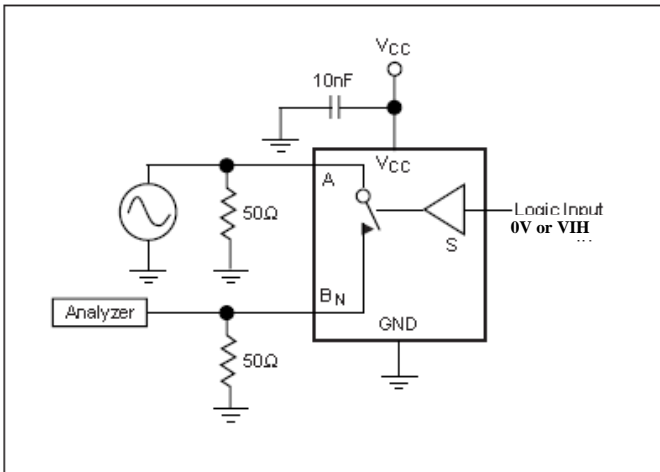 VCC
10nF
VCC
A
50Ω
Logic Input
0V or VIH
S
BN
Analyzer
GND
50Ω